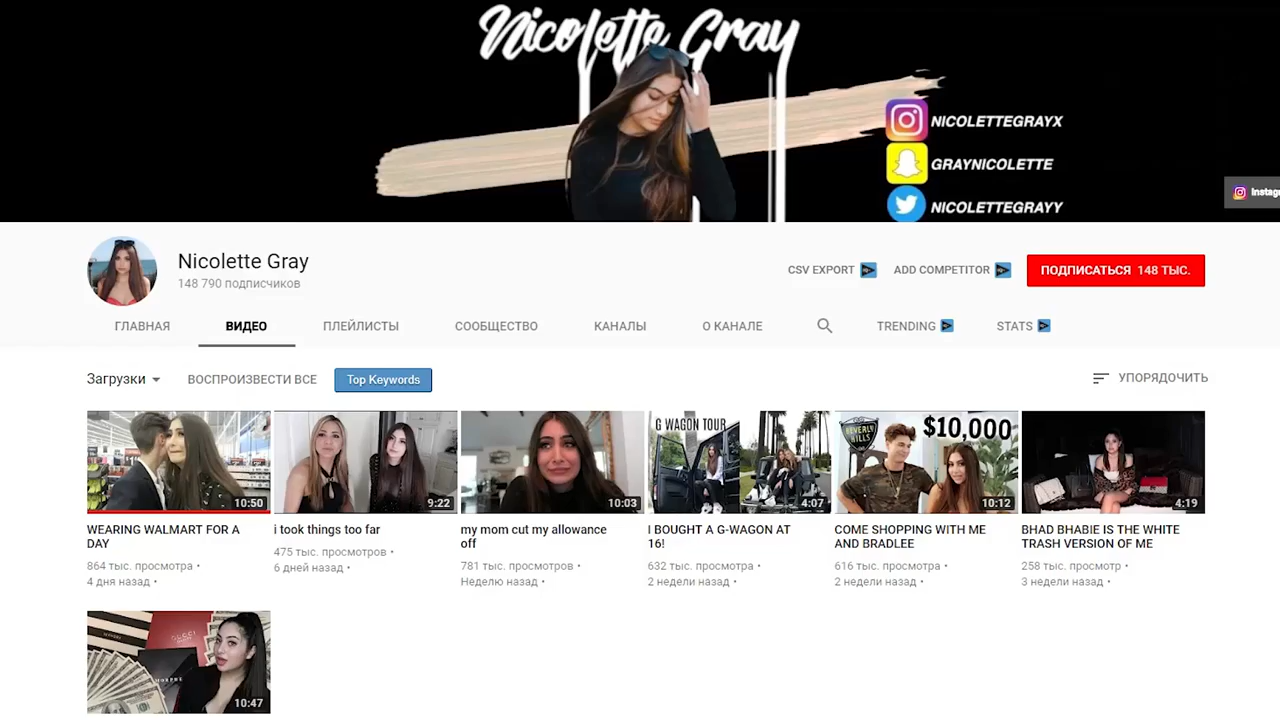 Nicolette Gray
NICOLETTEGRAYX
GRAYNICOLETTE
NICOLETTEGRAYY
Nicolette Gray
148 790 подписчиков
CSV EXPORT
ADD COMPETITOR
ПОДПИСАТЬСЯ 148 ТЫС.
ГЛАВНАЯ
ВИДЕО
ПЛЕЙЛИСТЫ
СООБЩЕСТВО
КАНАЛЫ
О КАНАЛЕ
TRENDING
STATS
Загрузки
ВОСПРОИЗВЕСТИ ВСЕ
Top Keywords
УПОРЯДОЧИТЬ
10:50
WEARING WALMART FOR A
DAY
864 тыс. просмотра •
4 дня назад •
9:22
i took things too far
475 тыс. просмотров •
6 дней назад •
10:03
my mom cut my allowance
off
781 тыс. просмотров •
Неделю назад •
G WAGON TOUR
4:07
I BOUGHT A G-WAGON AT
16!
632 тыс. просмотра •
2 недели назад •
BEVERLY
HILLS
$10,000
10:12
COME SHOPPING WITH ME
AND BRADLEE
616 тыс. просмотра •
2 недели назад •
4:19
BHAD BHABIE IS THE WHITE
TRASH VERSION OF ME
258 тыс. просмотр •
3 недели назад •
GUCCI
10:47